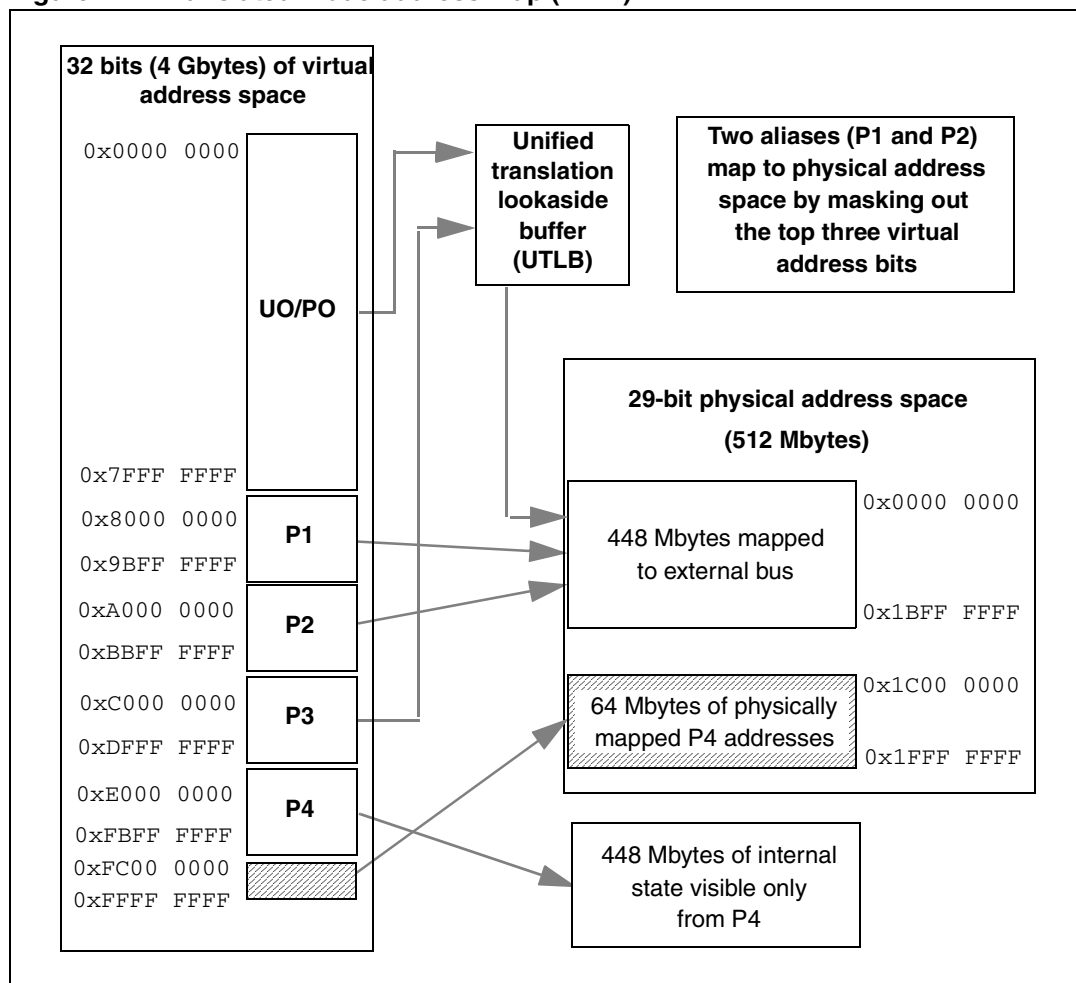 32 bits (4 Gbytes) of virtual
address space
0x0000 0000
UO/PO
0x7FFF FFFF
0x8000 0000
P1
0x9BFF FFFF
0xA000 0000
P2
0xBBFF FFFF
0xC000 0000
P3
0xDFFF FFFF
0xE000 0000
P4
0xFBFF FFFF
0xFC00 0000
0xFFFF FFFF
Unified
translation
lookaside
buffer
(UTLB)
Two aliases (P1 and P2)
map to physical address
space by masking out
the top three virtual
address bits
29-bit physical address space
(512 Mbytes)
0x0000 0000
448 Mbytes mapped
to external bus
0x1BFF FFFF
0x1C00 0000
64 Mbytes of physically
mapped P4 addresses
0x1FFF FFFF
448 Mbytes of internal
state visible only
from P4